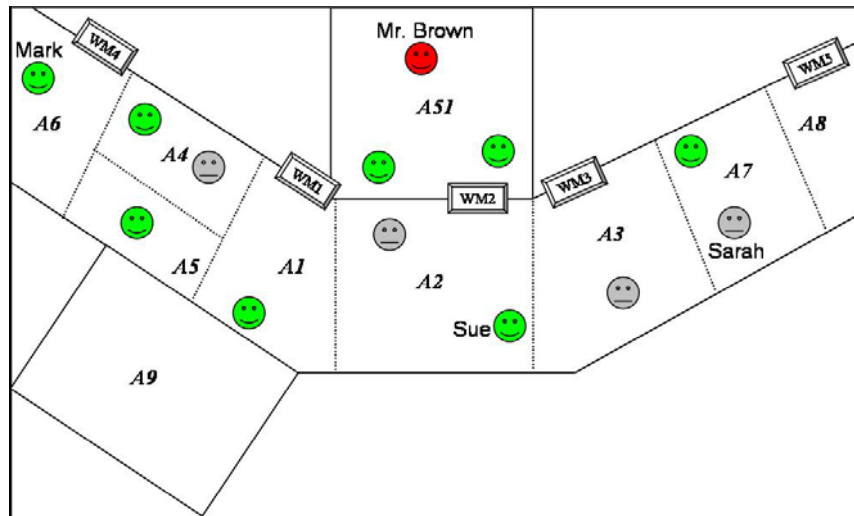 Mr. Brown
WM4
Mark
WM5
A6
A51
A8
A4
A7
WM1
WM2
WM3
A3
Sarah
A5
A1
A2
Sue
A9